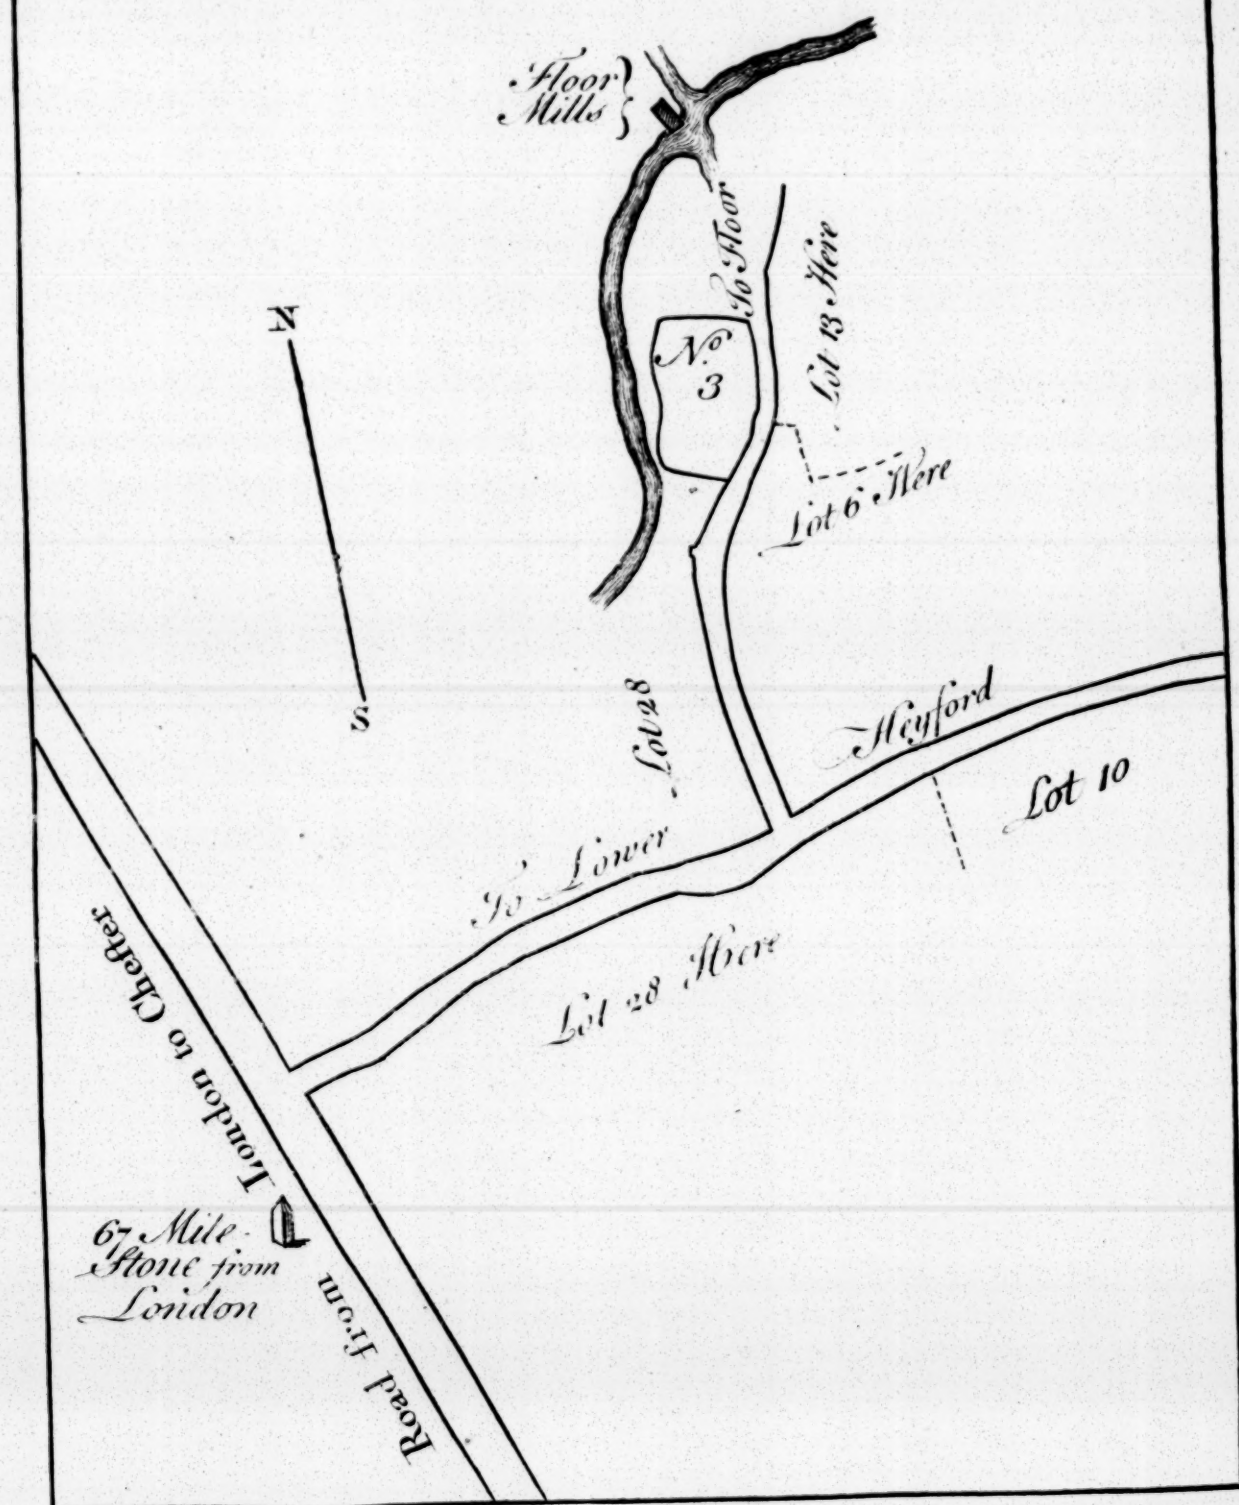 Floor
Mills
To Floor
Lot 13 Here
N
No.
3
Lot 6 Here
S
Lot 28
Heyford
Lot 10
To Lower
Lot 28 Here
Road from London to Chester
67 Mile
Stone from
London